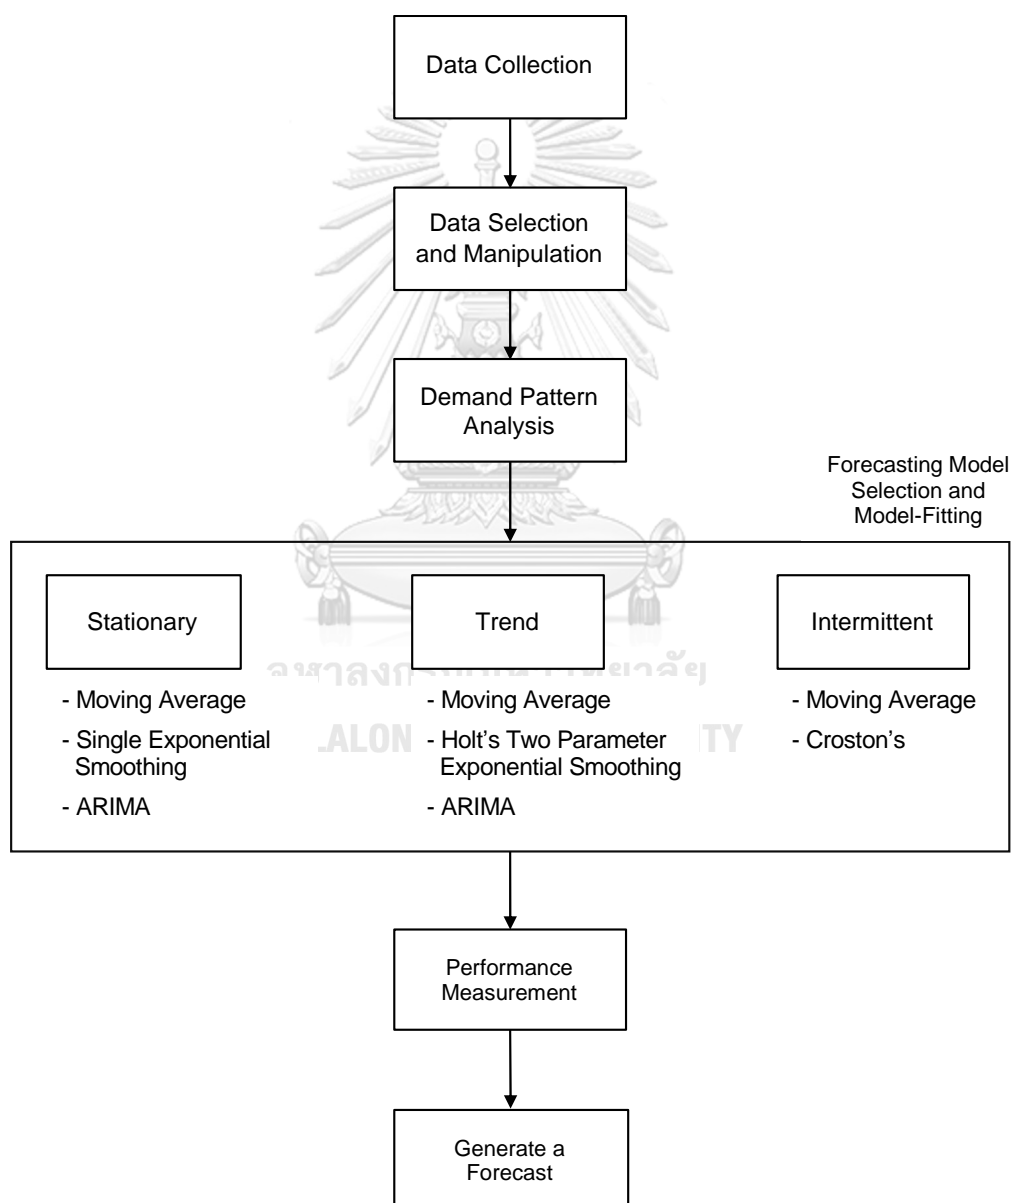 Data Collection
Data Selection
and Manipulation
Demand Pattern
Analysis
Forecasting Model
Selection and
Model-Fitting
Stationary
- Moving Average
- Single Exponential
Smoothing
- ARIMA
Trend
- Moving Average
- Holt's Two Parameter
Exponential Smoothing
- ARIMA
Intermittent
- Moving Average
- Croston's
Performance
Measurement
Generate a
Forecast